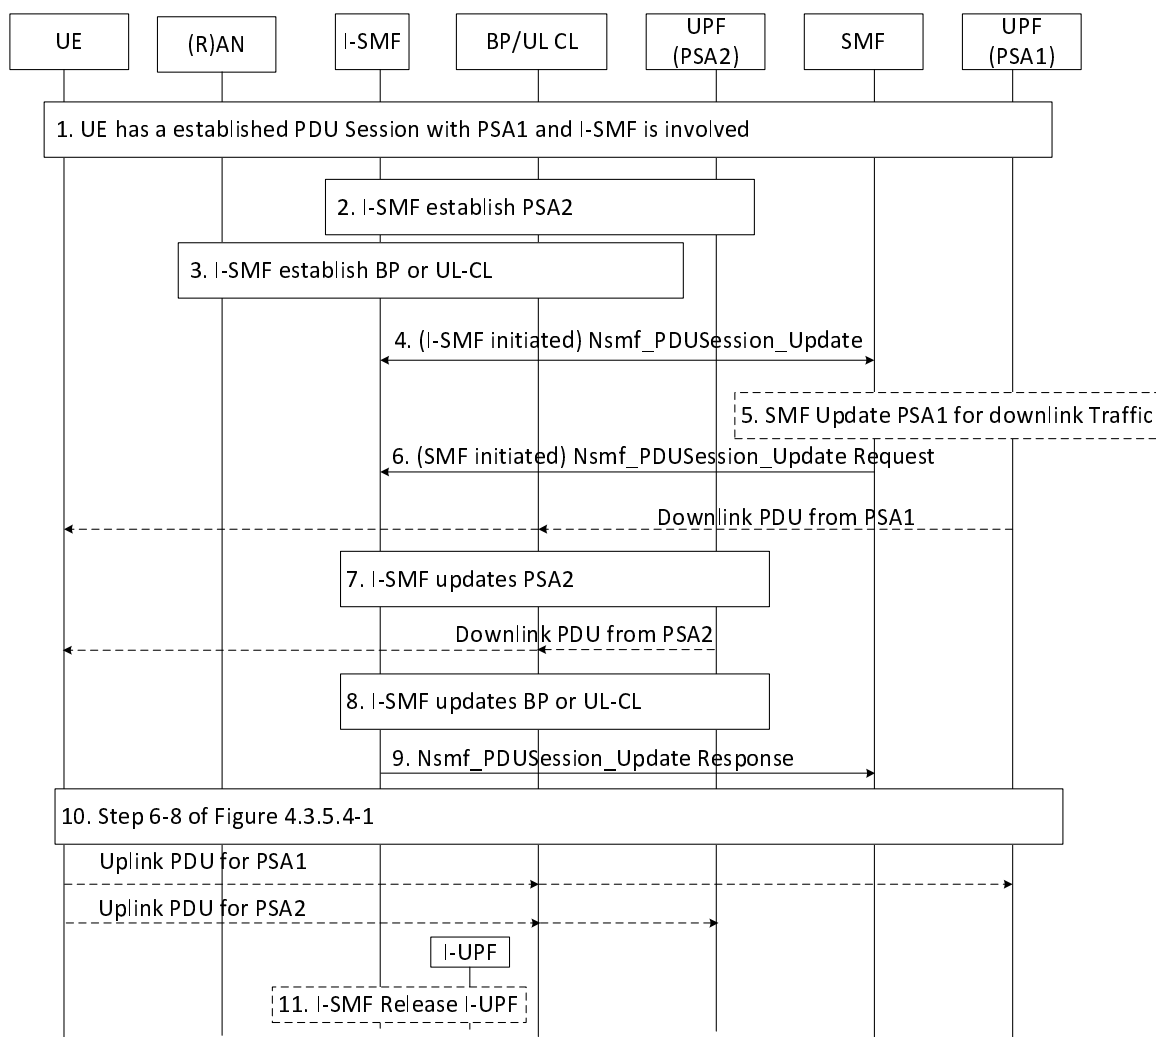 UE
(R)AN
I-SMF
BP/UL CL
UPF
(PSA2)
SMF
UPF
(PSA1)
1. UE has a established PDU Session with PSA1 and I-SMF is involved
2. I-SMF establish PSA2
3. I-SMF establish BP or UL-CL
4. (I-SMF initiated) Nsmf_PDUSession_Update
5. SMF Update PSA1 for downlink Traffic
6. (SMF initiated) Nsmf_PDUSession_Update Request
Downlink PDU from PSA1
7. I-SMF updates PSA2
Downlink PDU from PSA2
8. I-SMF updates BP or UL-CL
9. Nsmf_PDUSession_Update Response
10. Step 6-8 of Figure 4.3.5.4-1
Uplink PDU for PSA1
Uplink PDU for PSA2
I-UPF
11. I-SMF Release I-UPF